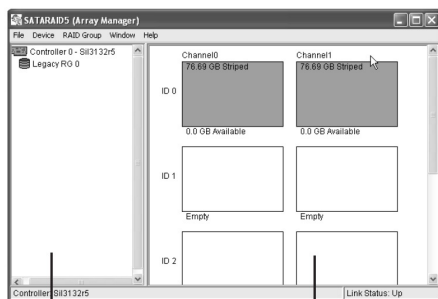 SATARAID5 (Array Manager)
File Device RAID Group Window Help
Controller 0 - SiI3132r5
Legacy RG 0
Channel0 Channel1
ID 0
76.69 GB Striped 76.69 GB Striped
0.0 GB Available 0.0 GB Available
ID 1
Empty Empty
ID 2
Controller: SiI3132r5 Link Status: Up